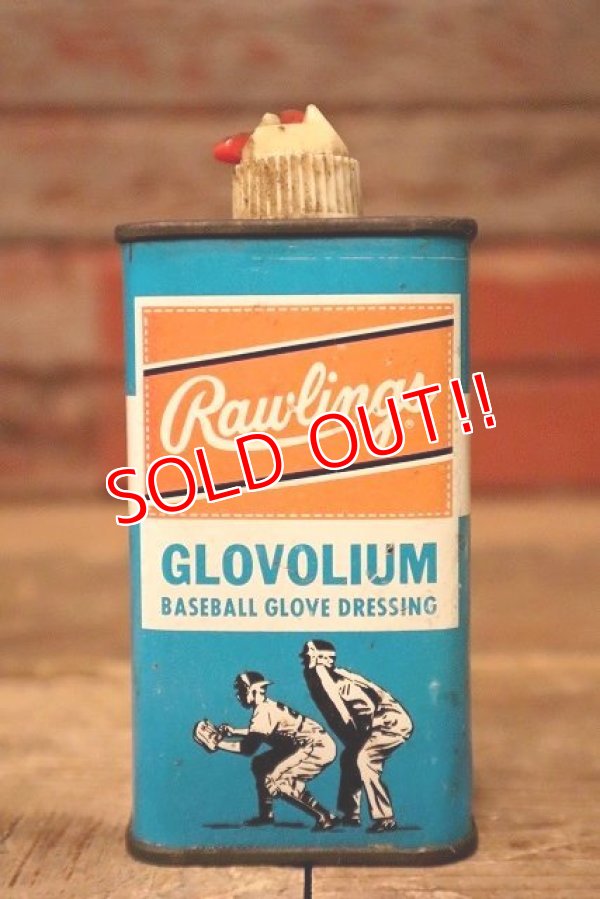 Rawlings®
SOLD OUT!!
GLOVOLIUM
BASEBALL GLOVE DRESSING